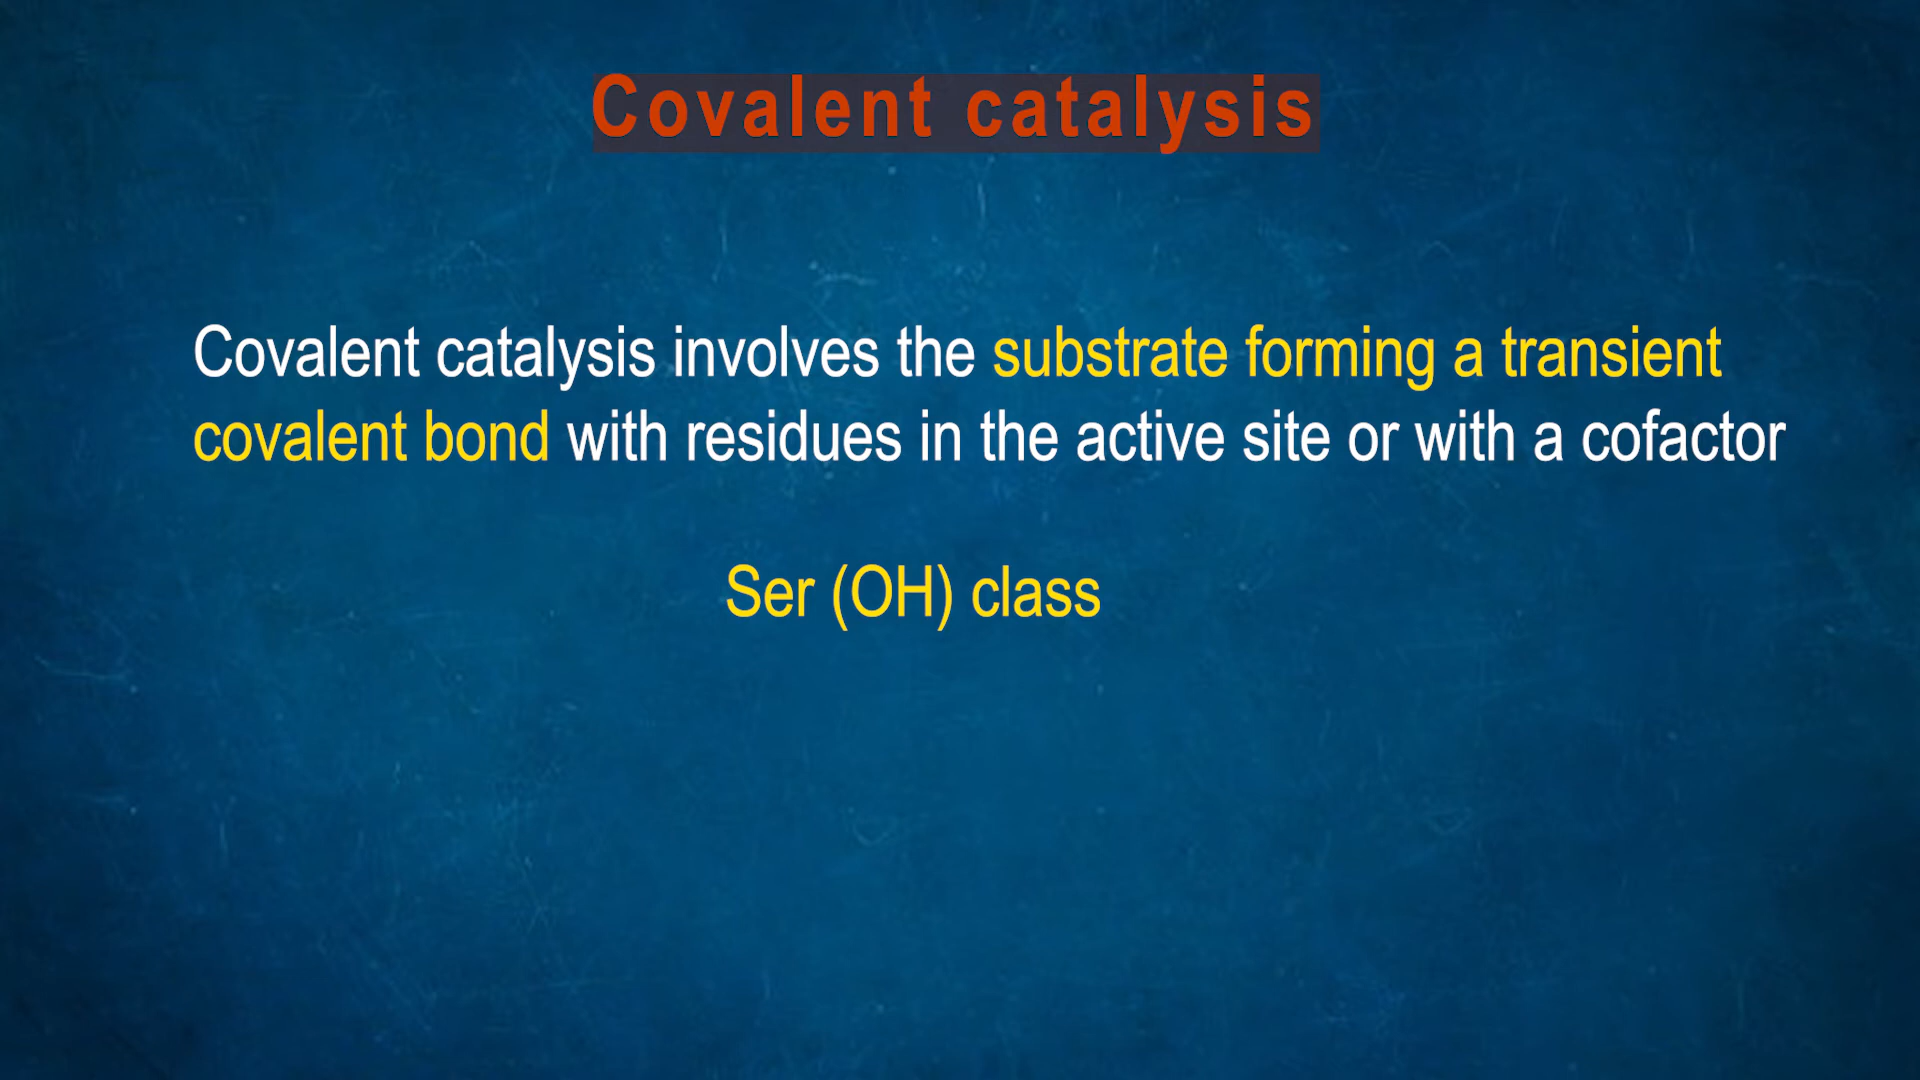 Covalent catalysis
Covalent catalysis involves the substrate forming a transient
covalent bond with residues in the active site or with a cofactor
Ser (OH) class